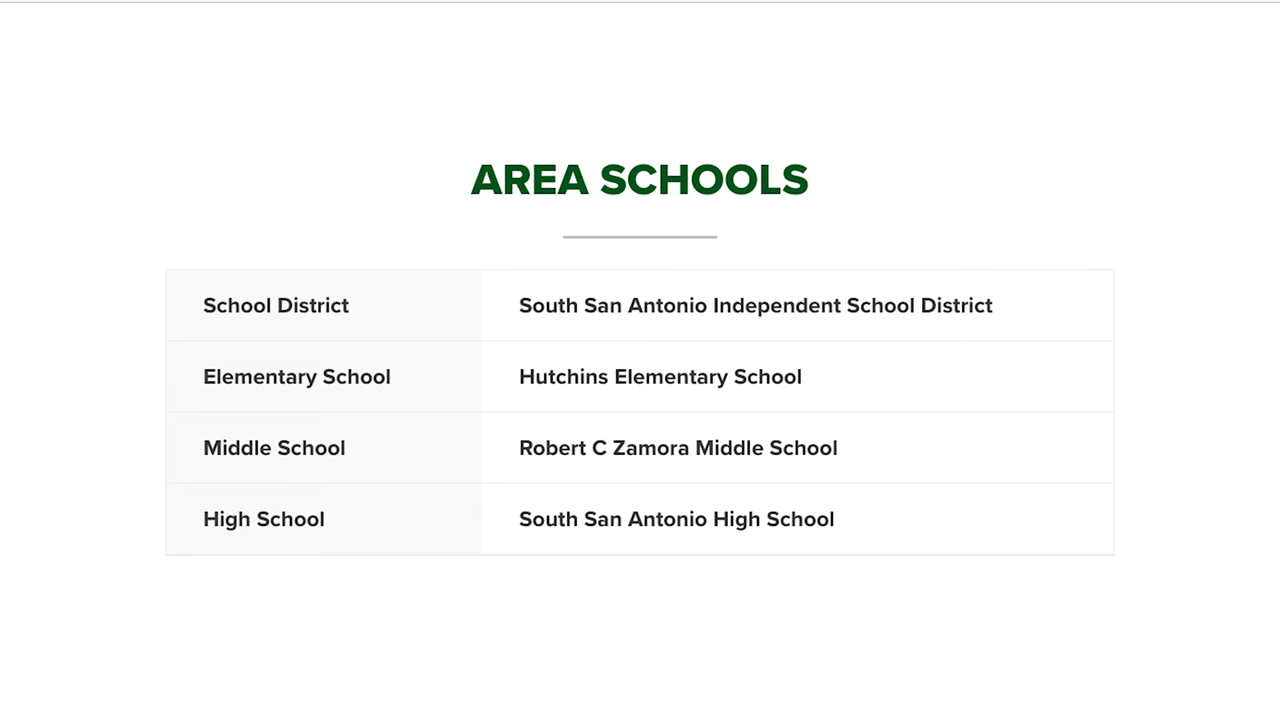 AREA SCHOOLS
School District South San Antonio Independent School District
Elementary School Hutchins Elementary School
Middle School Robert C Zamora Middle School
High School South San Antonio High School